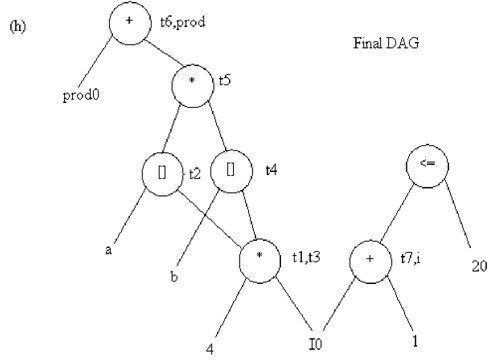 (h)
+ t6,prod
Final DAG
prod0
* t5
[] t2
[] t4
<=
a
b
* t1,t3
+ t7,i
20
4
I0
1